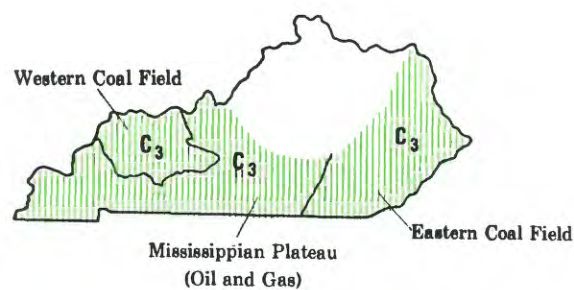 Western Coal Field
C3
C3
C3
Eastern Coal Field
Mississippian Plateau
(Oil and Gas)